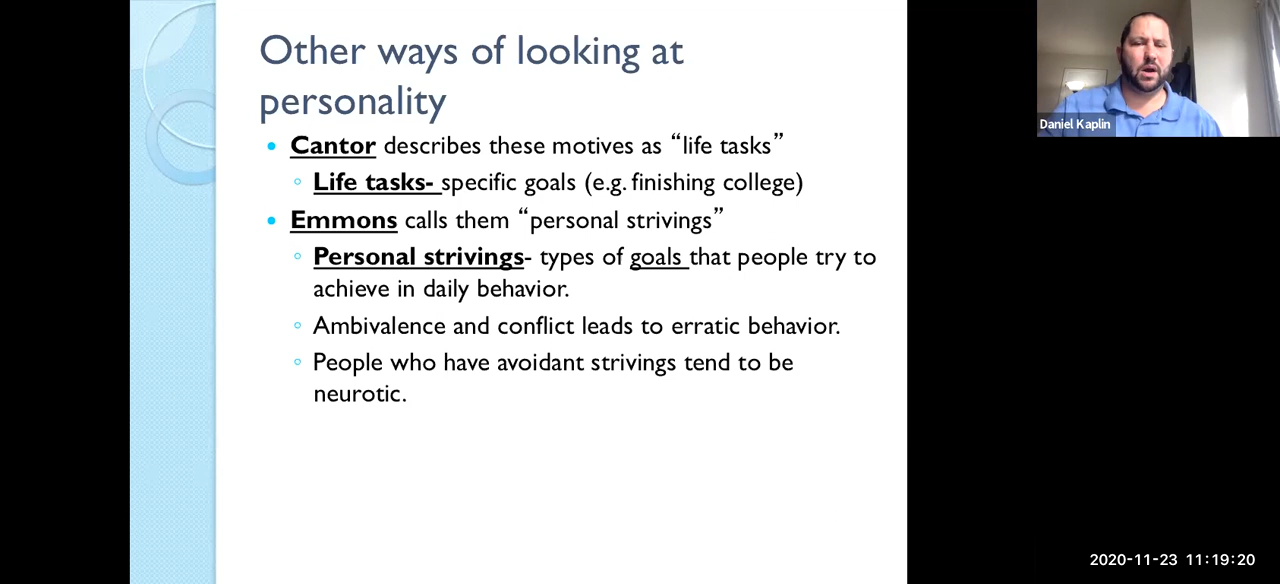 Other ways of looking at
personality
• Cantor describes these motives as “life tasks”
◦ Life tasks- specific goals (e.g. finishing college)
• Emmons calls them “personal strivings”
◦ Personal strivings- types of goals that people try to
achieve in daily behavior.
◦ Ambivalence and conflict leads to erratic behavior.
◦ People who have avoidant strivings tend to be
neurotic.
Daniel Kaplin
2020-11-23 11:19:20